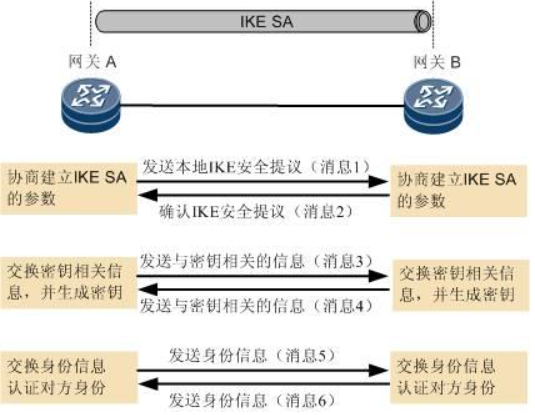 IKE SA
网关 A
网关 B
发送本地IKE安全提议（消息1）
协商建立IKE SA
的参数
协商建立IKE SA
的参数
确认IKE安全提议（消息2）
发送与密钥相关的信息（消息3）
交换密钥相关信
息，并生成密钥
交换密钥相关信
息，并生成密钥
发送与密钥相关的信息（消息4）
发送身份信息（消息5）
交换身份信息
认证对方身份
交换身份信息
认证对方身份
发送身份信息（消息6）